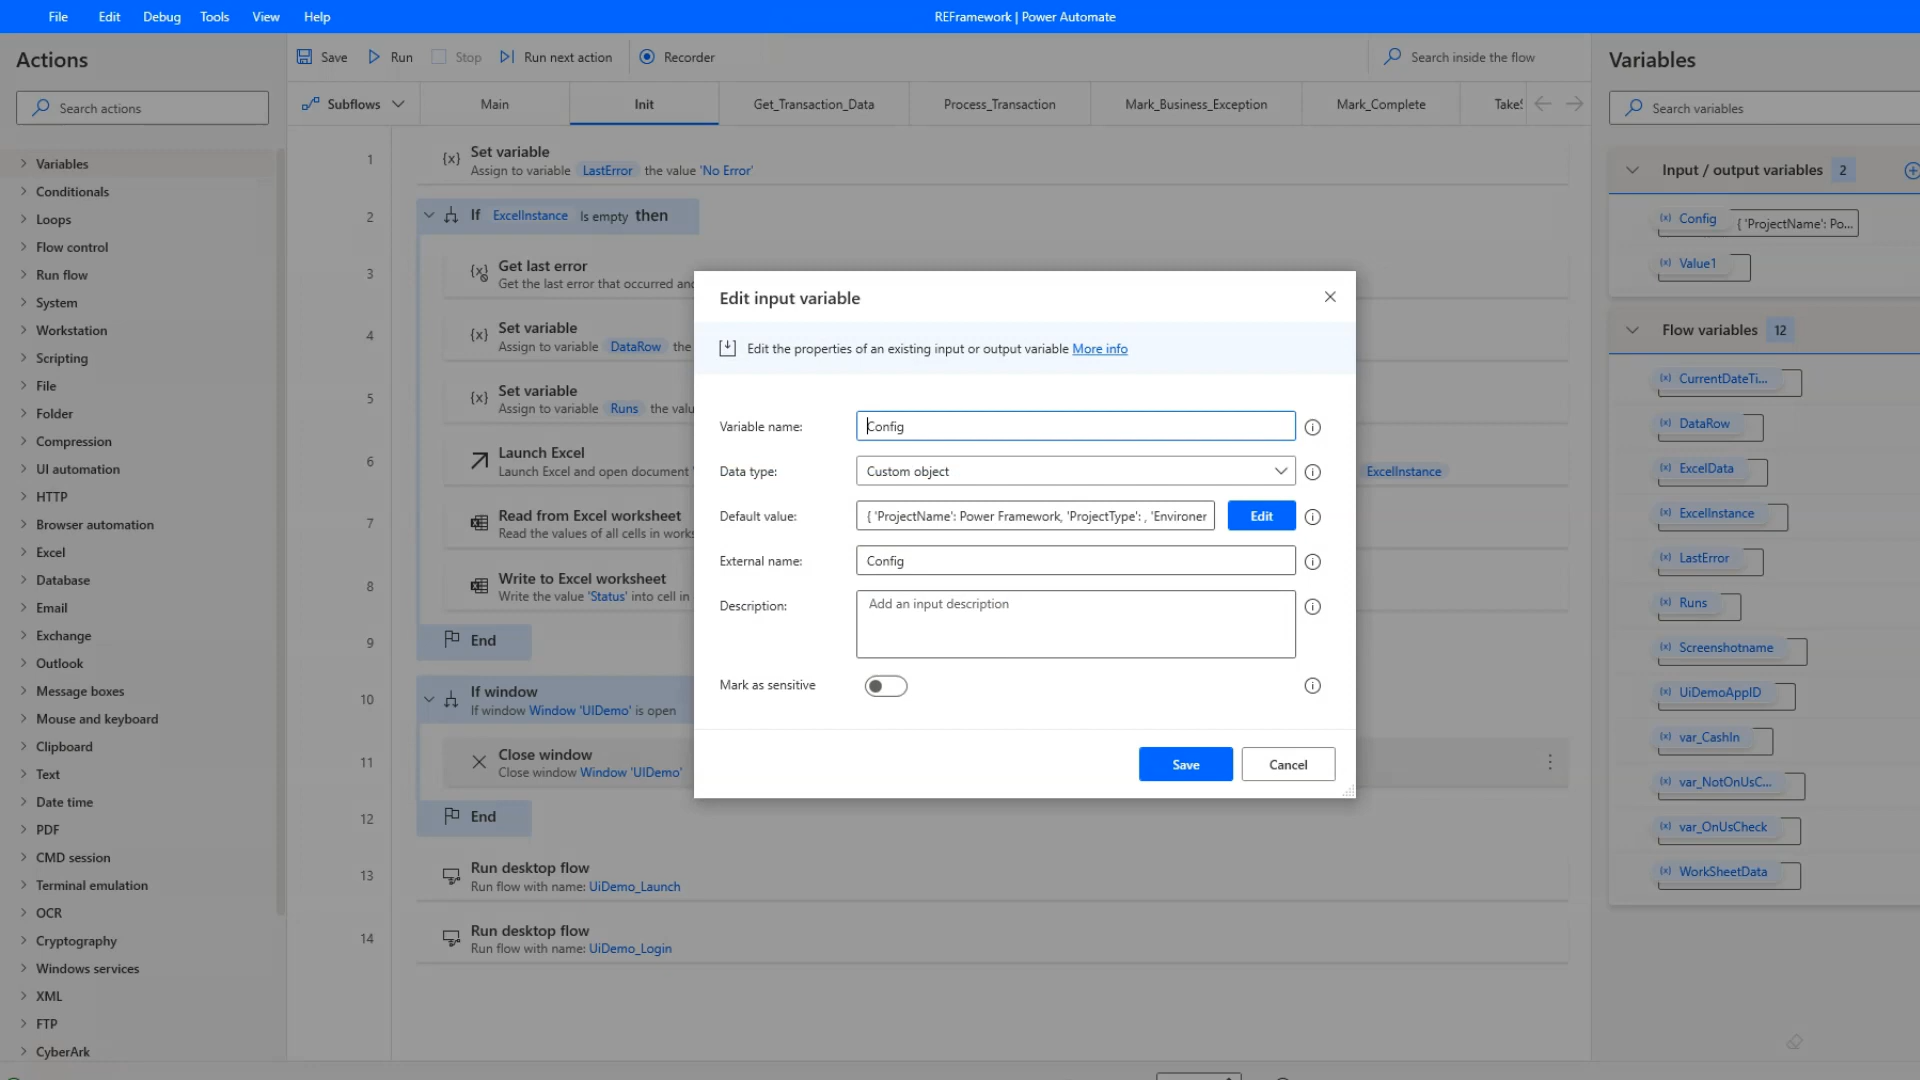 File Edit Debug Tools View Help
REFramework | Power Automate
Actions
Search actions
Variables
Conditionals
Loops
Flow control
Run flow
System
Workstation
Scripting
File
Folder
Compression
UI automation
HTTP
Browser automation
Excel
Database
Email
Exchange
Outlook
Message boxes
Mouse and keyboard
Clipboard
Text
Date time
PDF
CMD session
Terminal emulation
OCR
Cryptography
Windows services
XML
FTP
CyberArk
Save Run Stop Run next action Recorder
Search inside the flow
Subflows Main Init Get_Transaction_Data Process_Transaction Mark_Business_Exception Mark_Complete TakeS
1 Set variable
Assign to variable LastError the value 'No Error'
2 If ExcelInstance Is empty then
3 Get last error
Get the last error that occurred and
4 Set variable
Assign to variable DataRow the
5 Set variable
Assign to variable Runs the valu
6 Launch Excel
Launch Excel and open document ExcelInstance
7 Read from Excel worksheet
Read the values of all cells in works
8 Write to Excel worksheet
Write the value 'Status' into cell in
9 End
10 If window
If window Window 'UIDemo' is open
11 Close window
Close window Window 'UIDemo'
12 End
13 Run desktop flow
Run flow with name: UiDemo_Launch
14 Run desktop flow
Run flow with name: UiDemo_Login
Edit input variable
Edit the properties of an existing input or output variable More info
Variable name: Config
Data type: Custom object
Default value: { 'ProjectName': Power Framework, 'ProjectType': , 'Environer Edit
External name: Config
Description: Add an input description
Mark as sensitive
Save Cancel
Variables
Search variables
Input / output variables 2
Config { 'ProjectName': Po...
Value1
Flow variables 12
CurrentDateTi...
DataRow
ExcelData
ExcelInstance
LastError
Runs
Screenshotname
UiDemoAppID
var_CashIn
var_NotOnUsC...
var_OnUsCheck
WorkSheetData